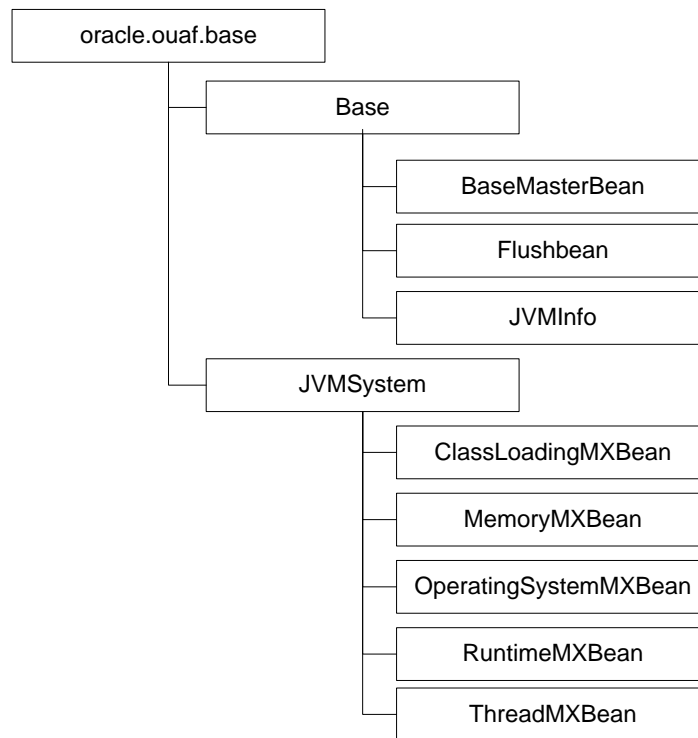 oracle.ouaf.base
Base
BaseMasterBean
Flushbean
JVMInfo
JVMSystem
ClassLoadingMXBean
MemoryMXBean
OperatingSystemMXBean
RuntimeMXBean
ThreadMXBean